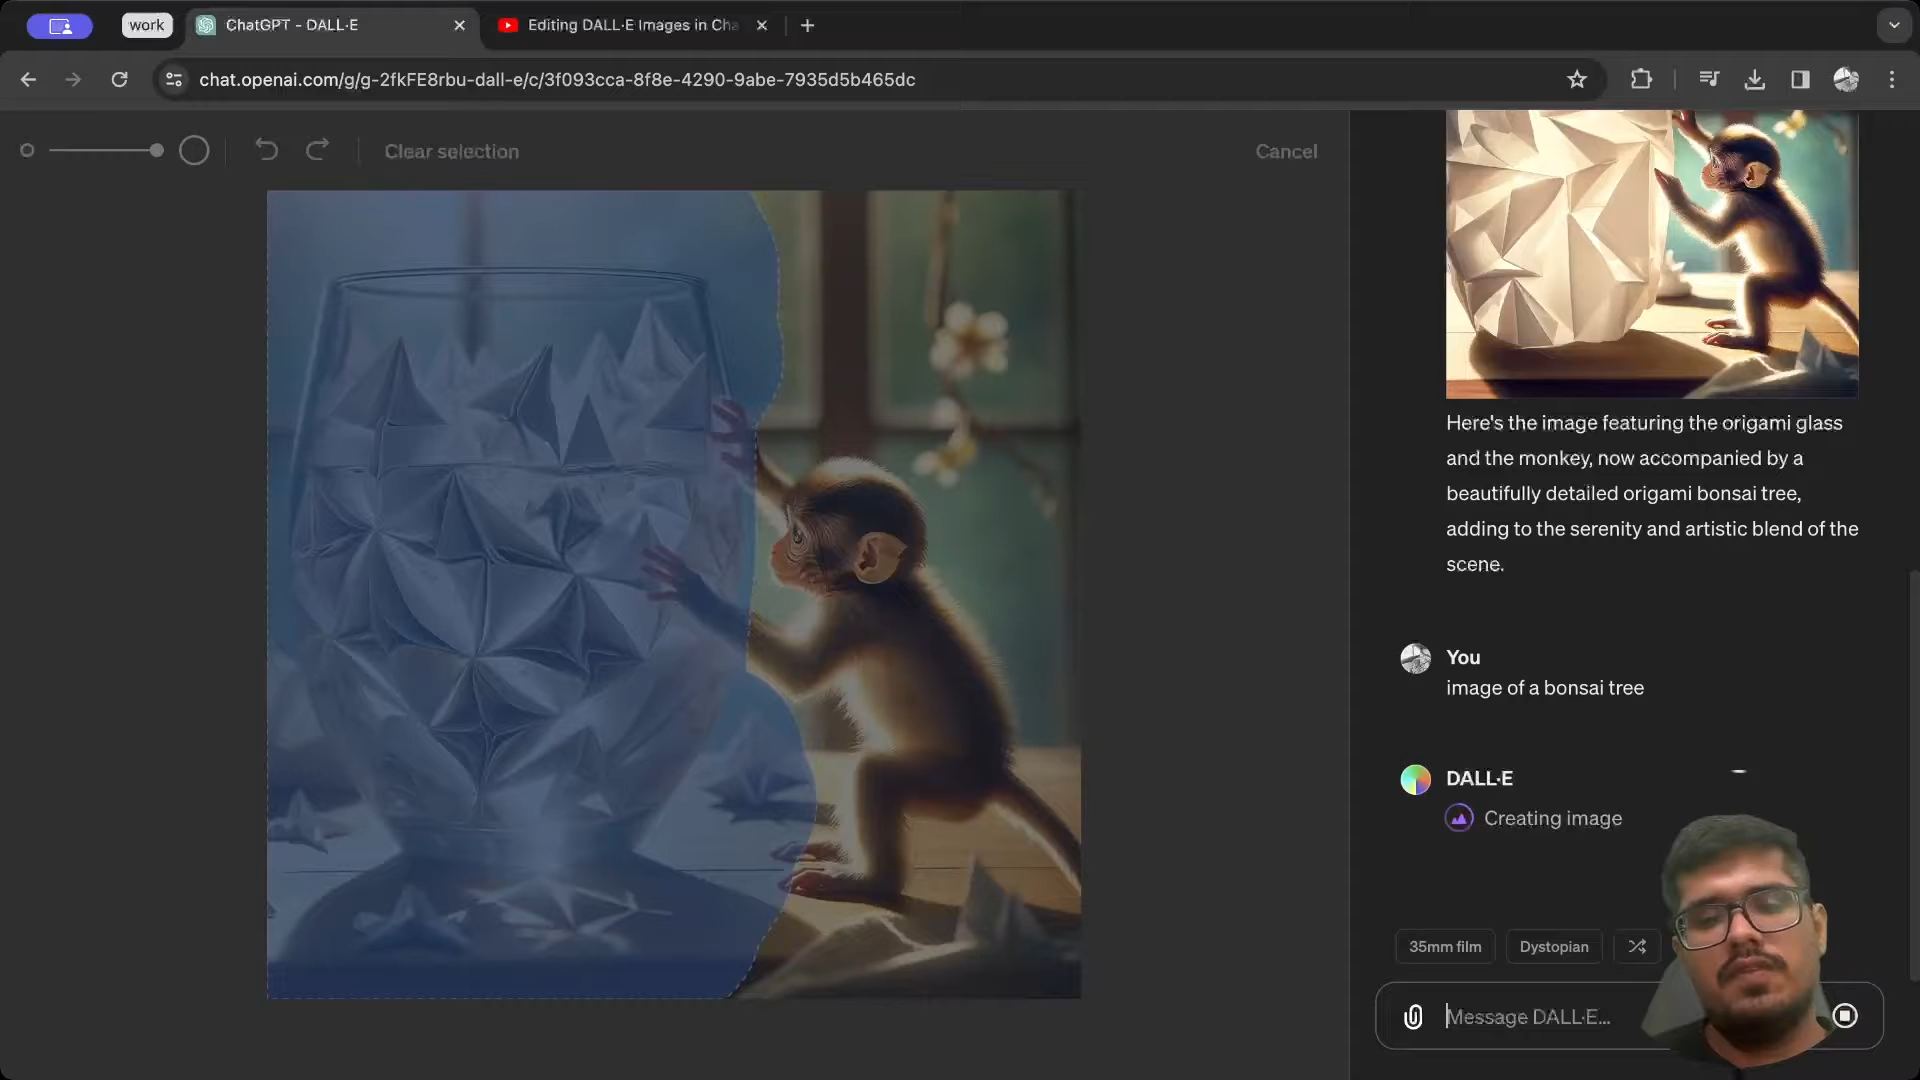 work
ChatGPT - DALL·E
Editing DALL·E Images in Cha
chat.openai.com/g/g-2fkFE8rbu-dall-e/c/3f093cca-8f8e-4290-9abe-7935d5b465dc
Clear selection
Cancel
Here's the image featuring the origami glass
and the monkey, now accompanied by a
beautifully detailed origami bonsai tree,
adding to the serenity and artistic blend of the
scene.
You
image of a bonsai tree
DALL·E
Creating image
35mm film
Dystopian
Message DALL·E...